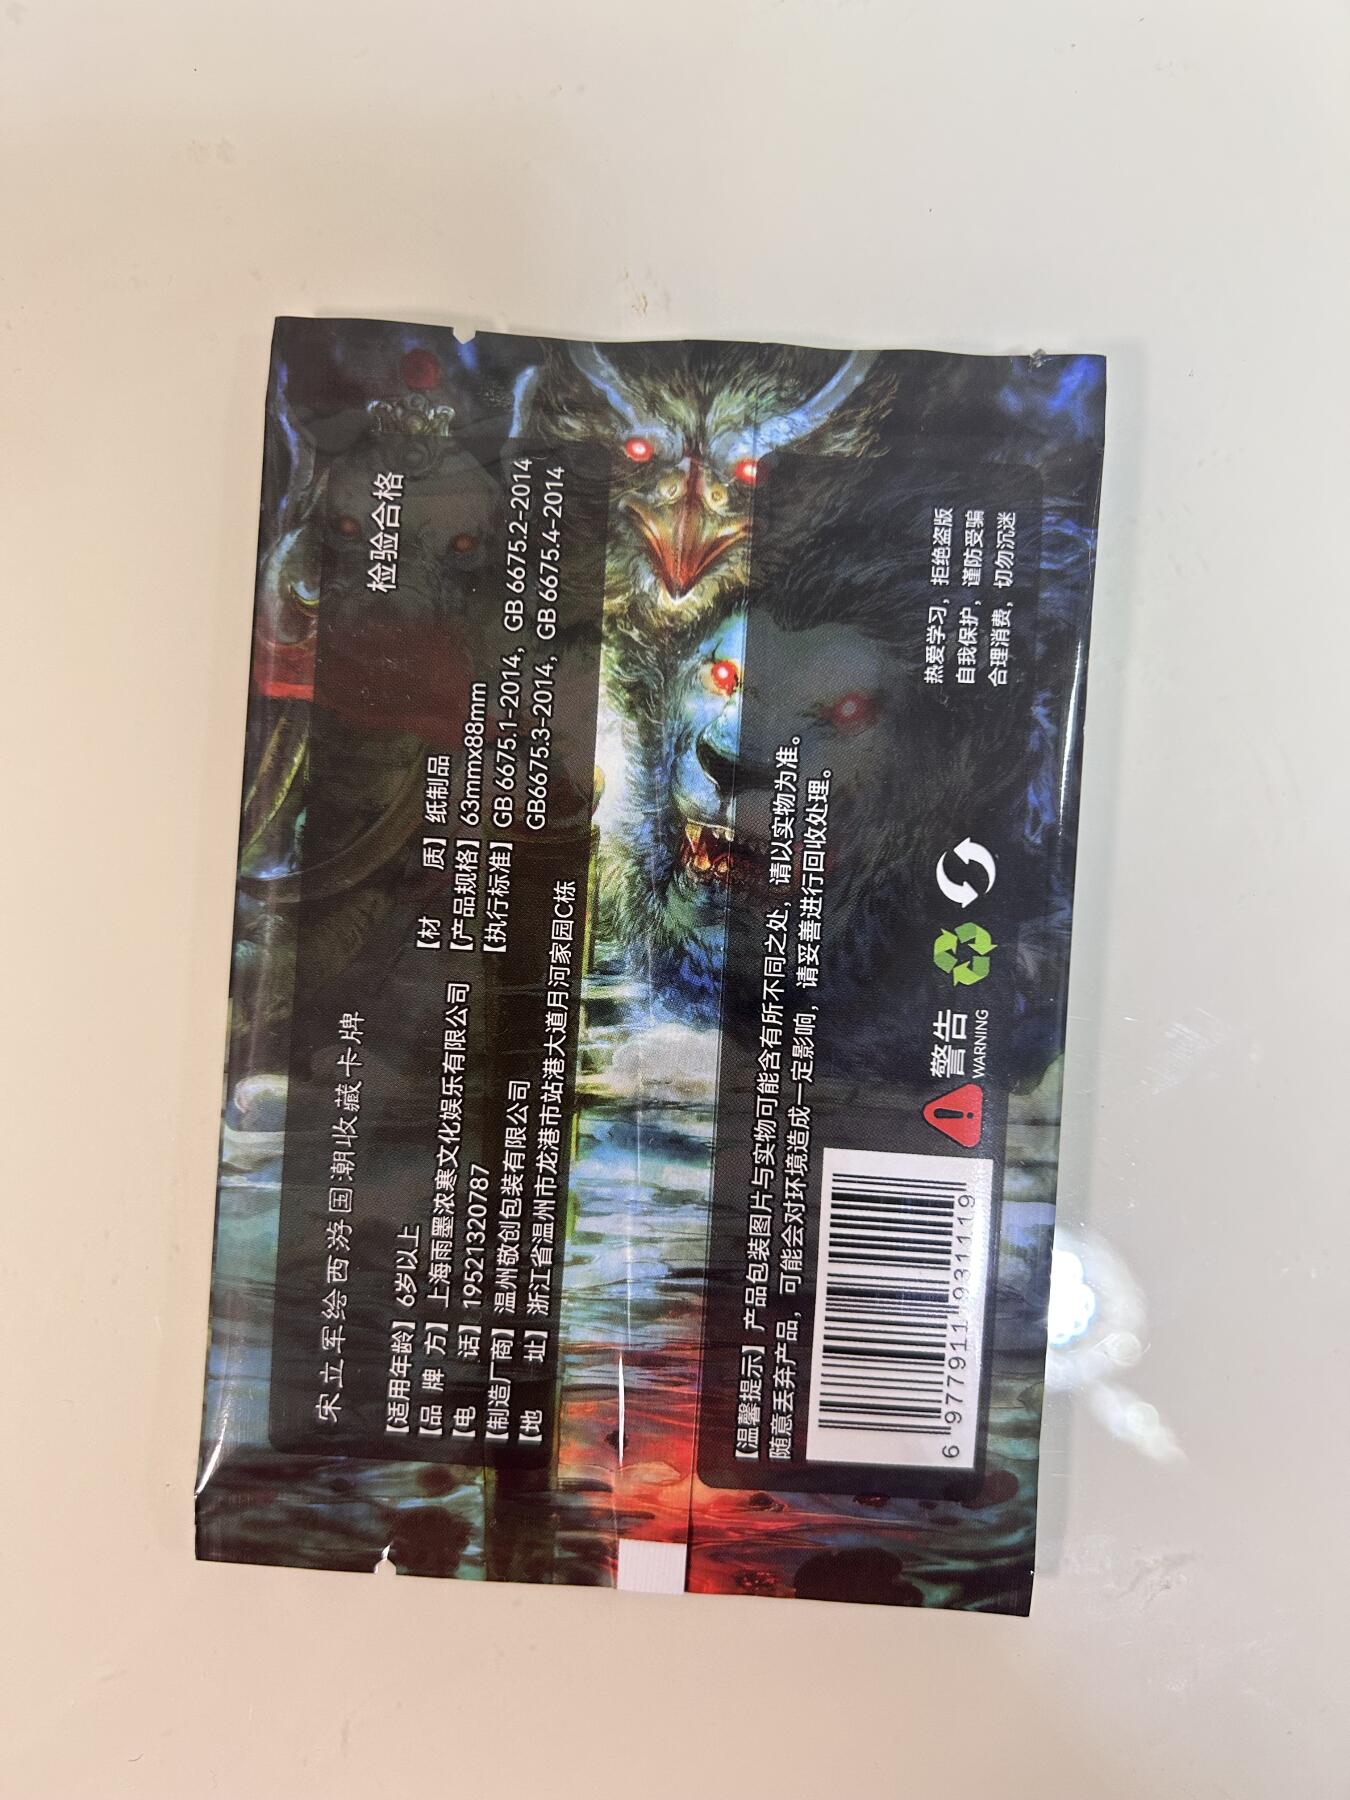 宋立军绘西游国潮收藏卡牌
检验合格
【适用年龄】6岁以上
【品 牌 方】上海雨墨浓寒文化娱乐有限公司
【电 话】19521320787
【制造厂商】温州敬创包装有限公司
【地 址】浙江省温州市龙港市站港大道月河家园C栋
【材 质】纸制品
【产品规格】63mmx88mm
【执行标准】GB 6675.1-2014, GB 6675.2-2014
GB6675.3-2014, GB 6675.4-2014
【温馨提示】产品包装图片与实物可能含有所不同之处,请以实物为准。
随意丢弃产品,可能会对环境造成一定影响,请妥善进行回收处理。
6 977911 931119
警告
WARNING
热爱学习,拒绝盗版
自我保护,谨防受骗
合理消费,切勿沉迷